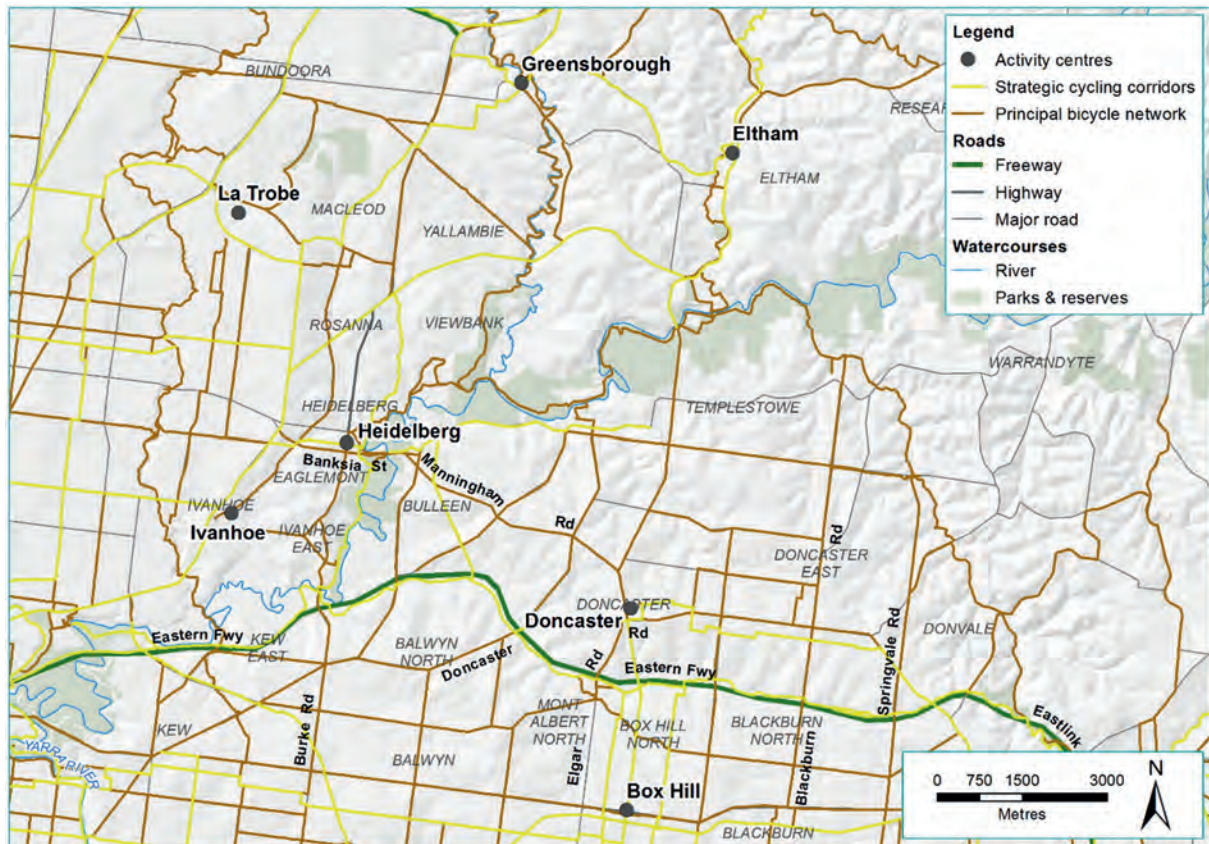 Legend
Activity centres
Strategic cycling corridors
Principal bicycle network
Roads
Freeway
Highway
Major road
Watercourses
River
Parks & reserves
Greensborough
BUNDOORA
Eltham
ELTHAM
La Trobe
MACLEOD
YALLAMBIE
ROSANNA
VIEWBANK
WARRANDYTE
HEIDELBERG
TEMPLESTOWE
Heidelberg
Banksia St
Manningham
Rd
EAGLEMONT
BULLEEN
IVANHOE
Ivanhoe
IVANHOE
EAST
Rd
DONCASTER
EAST
DONCASTER
Doncaster
Rd
Springvale Rd
DONVALE
Eastern Fwy
KEW
EAST
BALWYN
NORTH
Doncaster
Rd
Eastern Fwy
Eastlink
Burke Rd
MONT
ALBERT
NORTH
BOX HILL
NORTH
BLACKBURN
NORTH
KEW
YARRA RIVER
BALWYN
Elgar
Blackburn
Box Hill
BLACKBURN
0 750 1500 3000
Metres
N